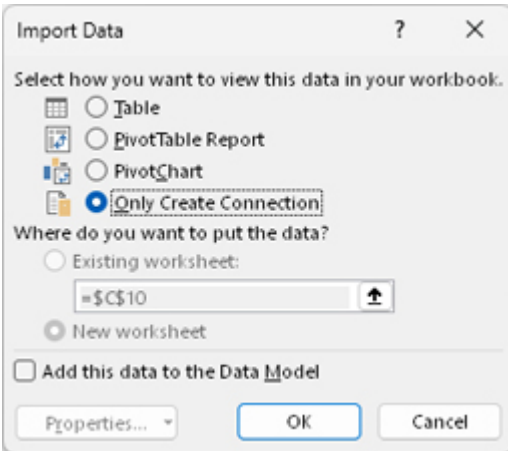 Import Data ?
Select how you want to view this data in your workbook.
Table
PivotTable Report
PivotChart
Only Create Connection
Where do you want to put the data?
Existing worksheet:
=$C$10
New worksheet
Add this data to the Data Model
Properties... OK Cancel